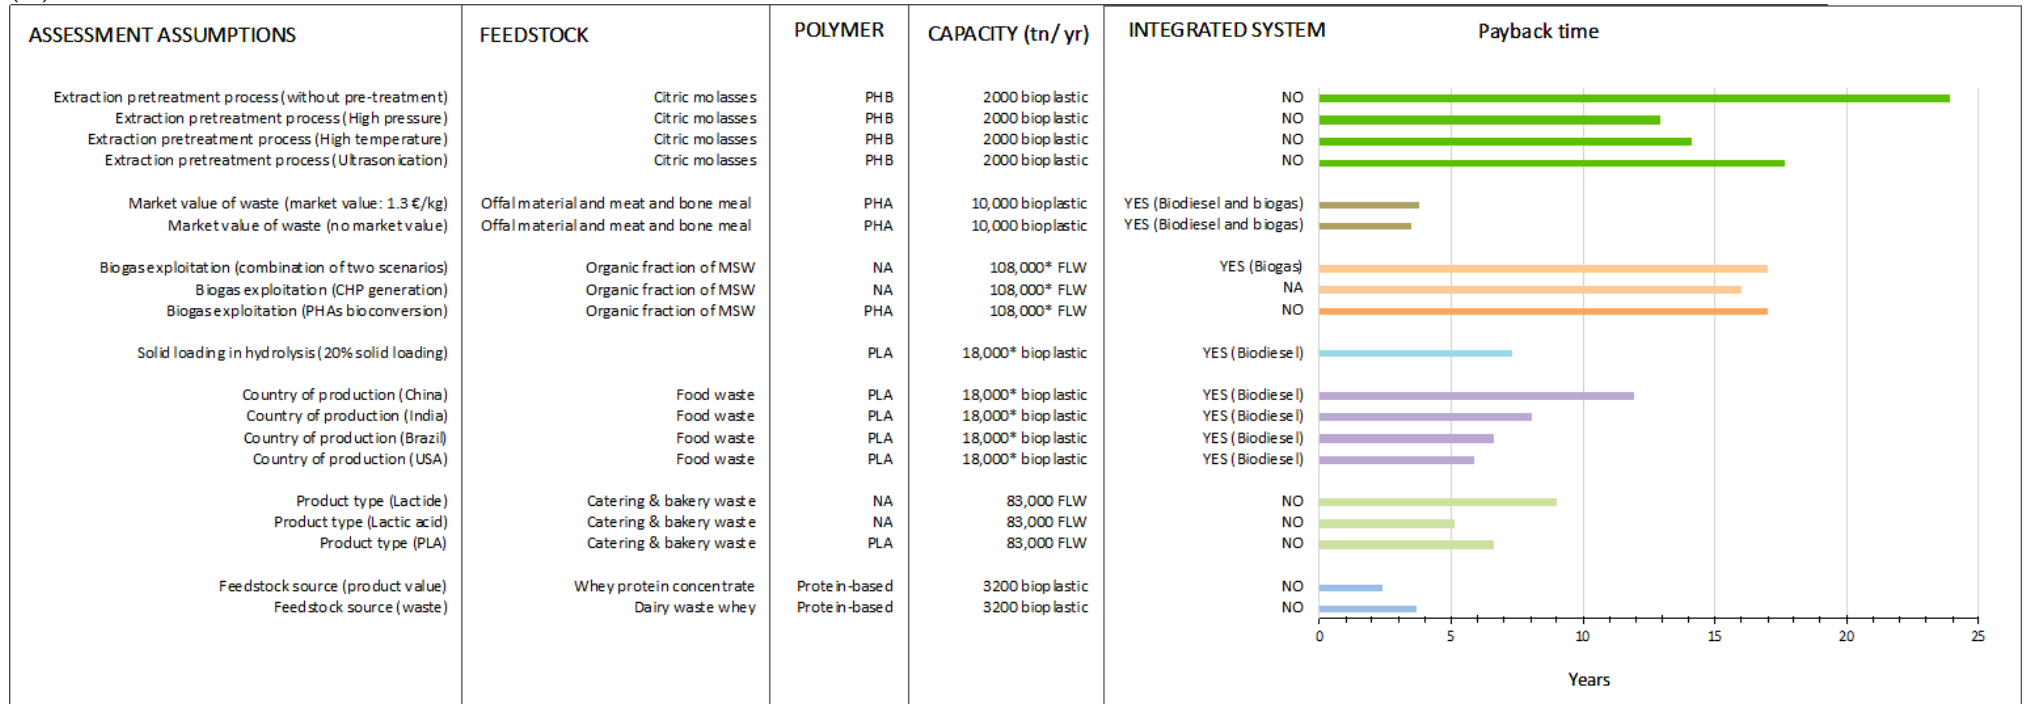 ASSESSMENT ASSUMPTIONS FEEDSTOCK POLYMER CAPACITY (tn/ yr) INTEGRATED SYSTEM Payback time
Extraction pretreatment process (without pre-treatment) Citric molasses PHB 2000 bioplastic NO
Extraction pretreatment process (High pressure) Citric molasses PHB 2000 bioplastic NO
Extraction pretreatment process (High temperature) Citric molasses PHB 2000 bioplastic NO
Extraction pretreatment process (Ultrasonication) Citric molasses PHB 2000 bioplastic NO
Market value of waste (market value: 1.3 €/kg) Offal material and meat and bone meal PHA 10,000 bioplastic YES (Biodiesel and biogas)
Market value of waste (no market value) Offal material and meat and bone meal PHA 10,000 bioplastic YES (Biodiesel and biogas)
Biogas exploitation (combination of two scenarios) Organic fraction of MSW NA 108,000* FLW YES (Biogas)
Biogas exploitation (CHP generation) Organic fraction of MSW NA 108,000* FLW NA
Biogas exploitation (PHAs bioconversion) Organic fraction of MSW PHA 108,000* FLW NO
Solid loading in hydrolysis (20% solid loading) PLA 18,000* bioplastic YES (Biodiesel)
Country of production (China) Food waste PLA 18,000* bioplastic YES (Biodiesel)
Country of production (India) Food waste PLA 18,000* bioplastic YES (Biodiesel)
Country of production (Brazil) Food waste PLA 18,000* bioplastic YES (Biodiesel)
Country of production (USA) Food waste PLA 18,000* bioplastic YES (Biodiesel)
Product type (Lactide) Catering & bakery waste NA 83,000 FLW NO
Product type (Lactic acid) Catering & bakery waste NA 83,000 FLW NO
Product type (PLA) Catering & bakery waste PLA 83,000 FLW NO
Feedstock source (product value) Whey protein concentrate Protein-based 3200 bioplastic NO
Feedstock source (waste) Dairy waste whey Protein-based 3200 bioplastic NO
0 5 10 15 20 25
Years